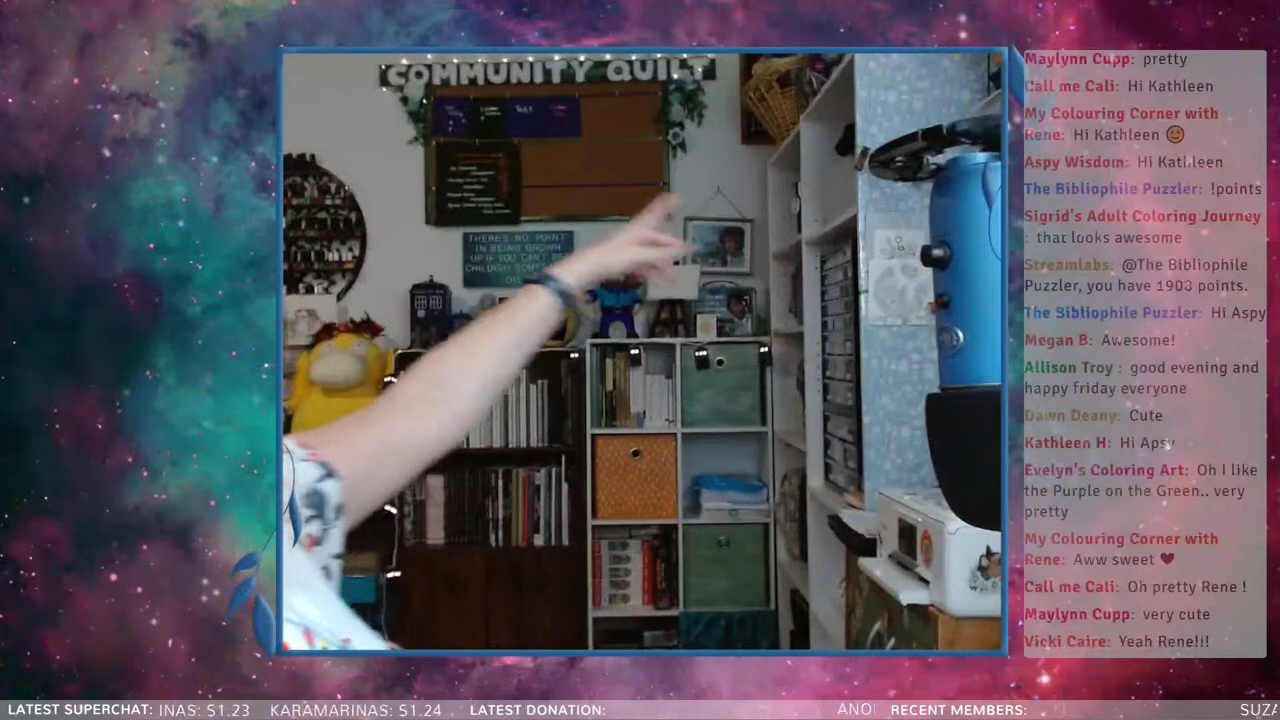 COMMUNITY QUILT
THERE'S NO POINT
IN BEING GROWN
UP IF YOU CAN'T
CHILDISH
Maylynn Cupp: pretty
Call me Cali: Hi Kathleen
My Colouring Corner with
Rene: Hi Kathleen 🙂
Aspy Wisdom: Hi Kathleen
The Bibliophile Puzzler: !points
Sigrid's Adult Coloring Journey
: that looks awesome
Streamlabs: @The Bibliophile
Puzzler, you have 1903 points.
The Bibliophile Puzzler: Hi Aspy
Megan B: Awesome!
Allison Troy : good evening and
happy friday everyone
Dawn Deany: Cute
Kathleen H: Hi Apsy
Evelyn's Coloring Art: Oh I like
the Purple on the Green.. very
pretty
My Colouring Corner with
Rene: Aww sweet ♥
Call me Cali: Oh pretty Rene !
Maylynn Cupp: very cute
Vicki Caire: Yeah Rene!!!
LATEST SUPERCHAT: INAS: $1.23 KARAMARINAS: $1.24 LATEST DONATION: ANO RECENT MEMBERS: SUZA